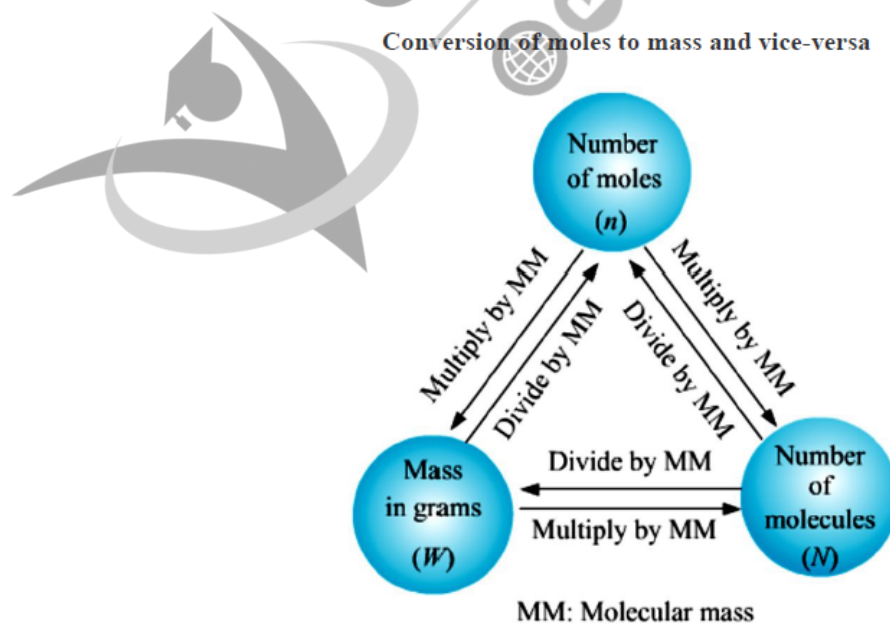 Conversion of moles to mass and vice-versa
Number
of moles
(n)
Multiply by MM
Divide by MM
Multiply by MM
Divide by MM
Mass
in grams
(W)
Divide by MM
Multiply by MM
Number
of
molecules
(N)
MM: Molecular mass